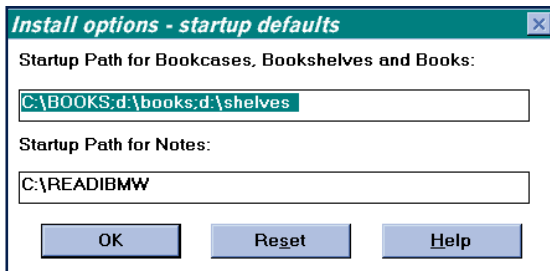 Install options - startup defaults
Startup Path for Bookcases, Bookshelves and Books:
C:\BOOKS;d:\books;d:\shelves
Startup Path for Notes:
C:\READIBMW
OK Reset Help